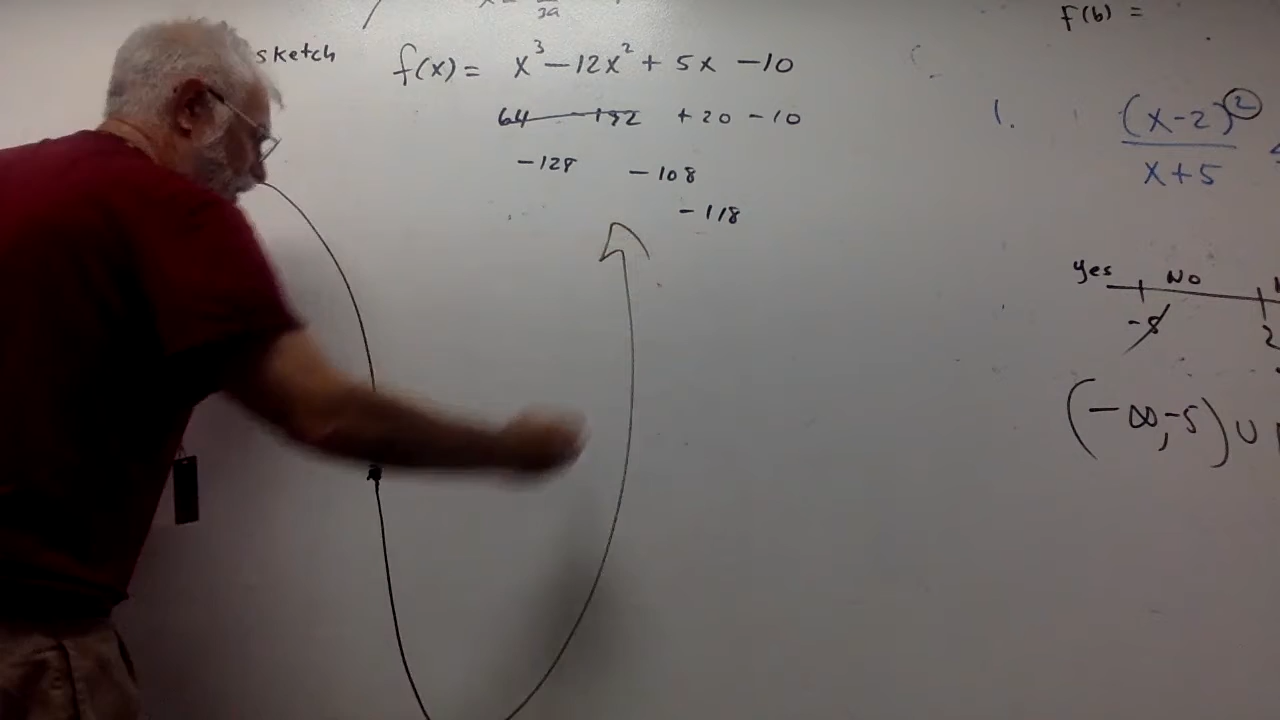 3a
F(b) =
sketch f(x) = x³ - 12x² + 5x - 10
64 - 192 + 20 - 10
-128 - 108
-118
1. (x-2)²
x+5
yes No
-5 2
(-∞,-5) ∪